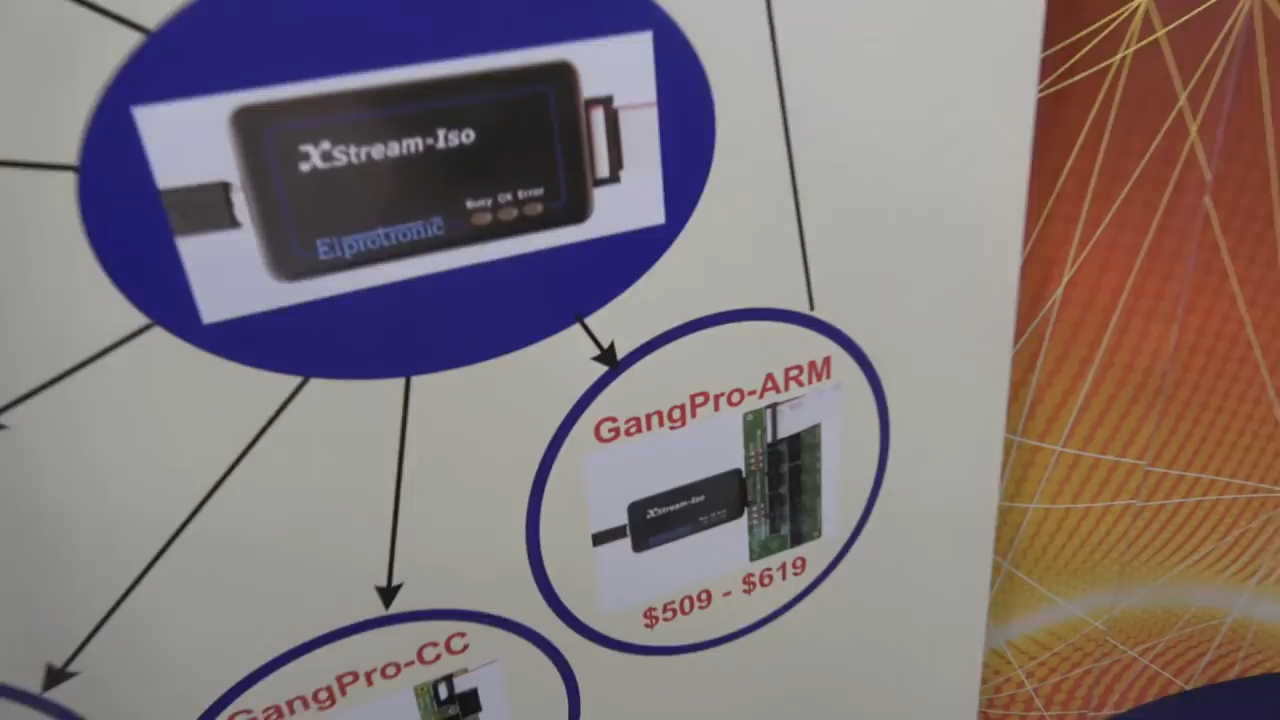 XStream-Iso
Busy OK Error
Elprotronic
GangPro-ARM
XStream-Iso
$509 - $619
GangPro-CC